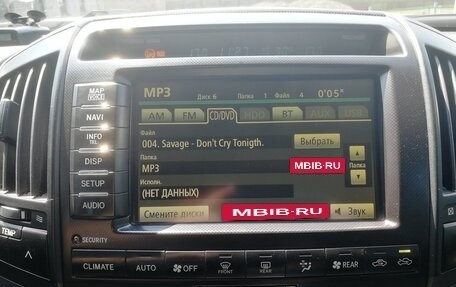 MP3 Диск 6 Папка 1 Файл 4 0'05"
MAP VOICE
AM FM CD/DVD HDD BT AUX USB
NAVI
Файл
004. Savage - Don't Cry Tonigth. Выбрать
INFO TEL
Папка
MP3 MBIB.RU Папка
DISP
Исполн.
SETUP
(НЕТ ДАННЫХ)
AUDIO
Смените диски MBIB-RU Звук
TEMP
SECURITY
CLIMATE AUTO OFF FRONT REAR REAR